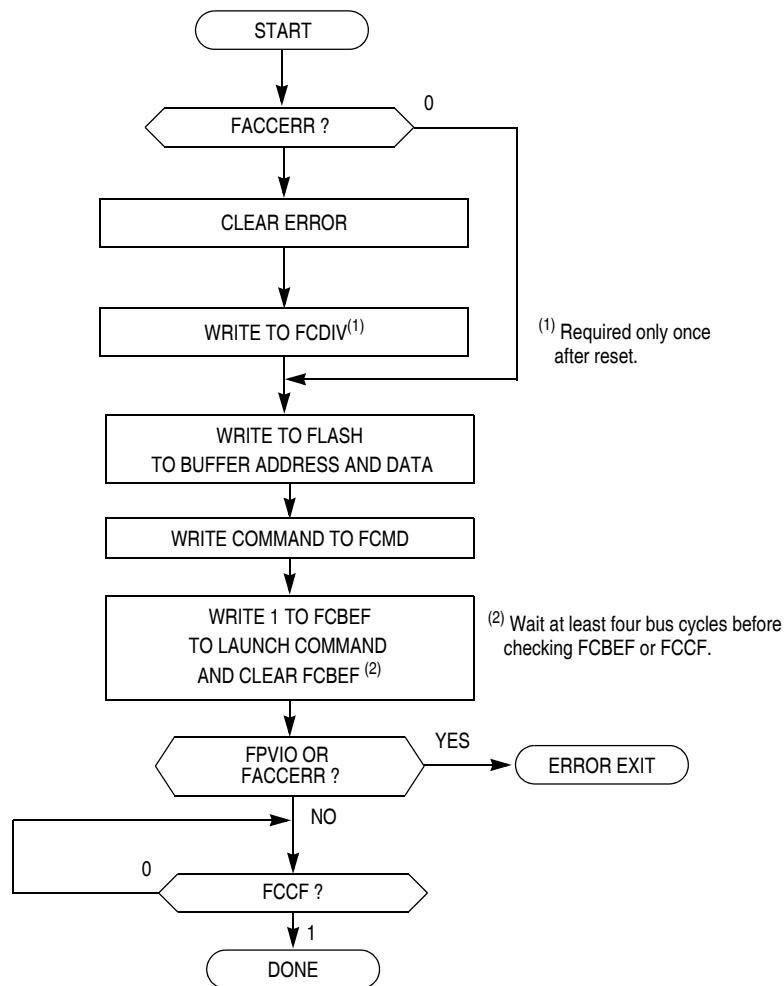 START
0
FACCERR ?
CLEAR ERROR
WRITE TO FCDIV(1)
(1) Required only once
after reset.
WRITE TO FLASH
TO BUFFER ADDRESS AND DATA
WRITE COMMAND TO FCMD
WRITE 1 TO FCBEF
TO LAUNCH COMMAND
AND CLEAR FCBEF (2)
(2) Wait at least four bus cycles before
checking FCBEF or FCCF.
FPVIO OR
FACCERR ?
YES
ERROR EXIT
NO
0
FCCF ?
1
DONE